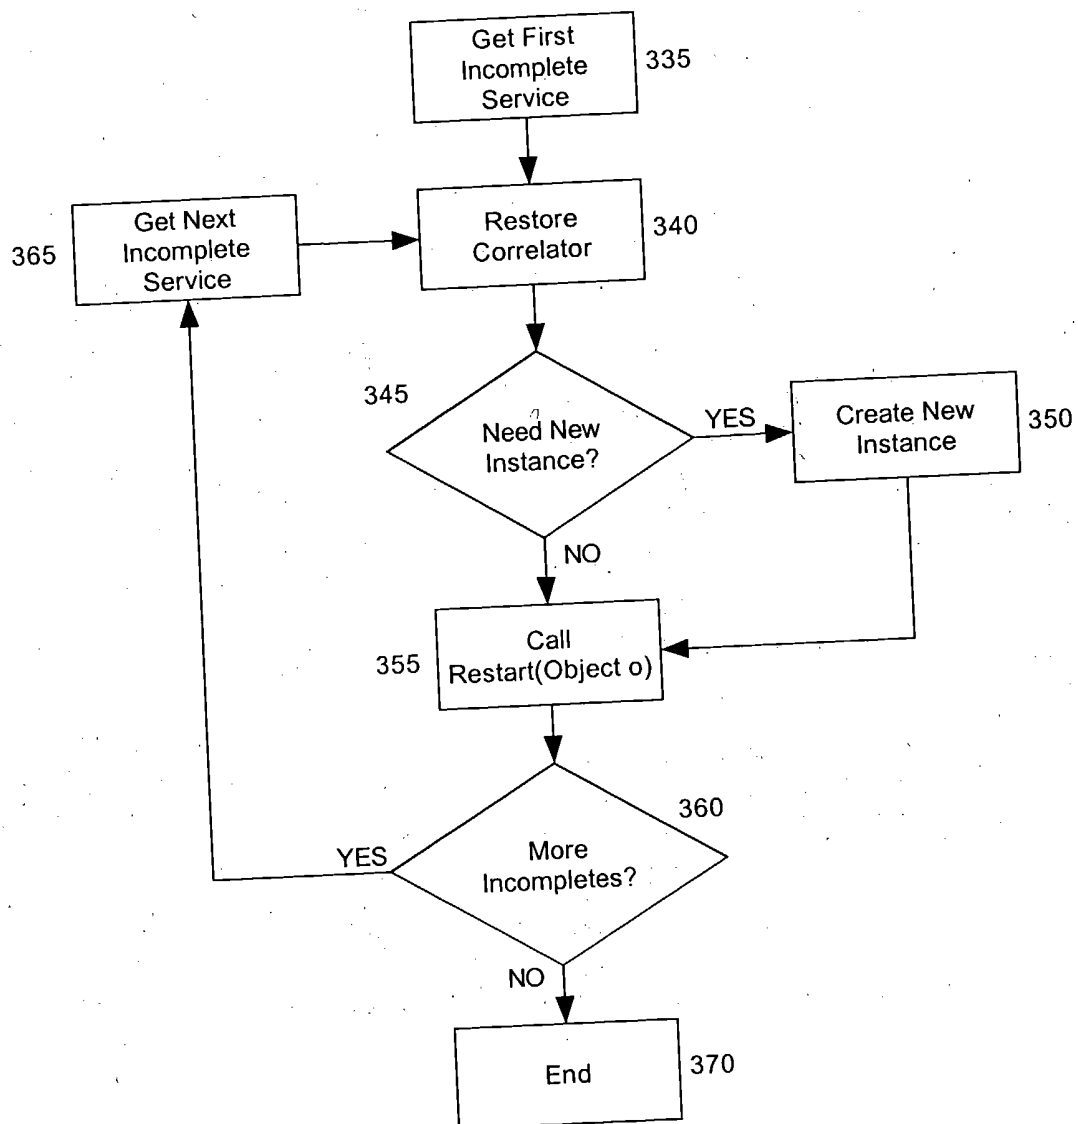 Get First
Incomplete
Service
335
Get Next
Incomplete
Service
365
Restore
Correlator
340
345
Need New
Instance?
YES
Create New
Instance
350
NO
Call
Restart(Object o)
355
360
More
Incompletes?
YES
NO
End
370